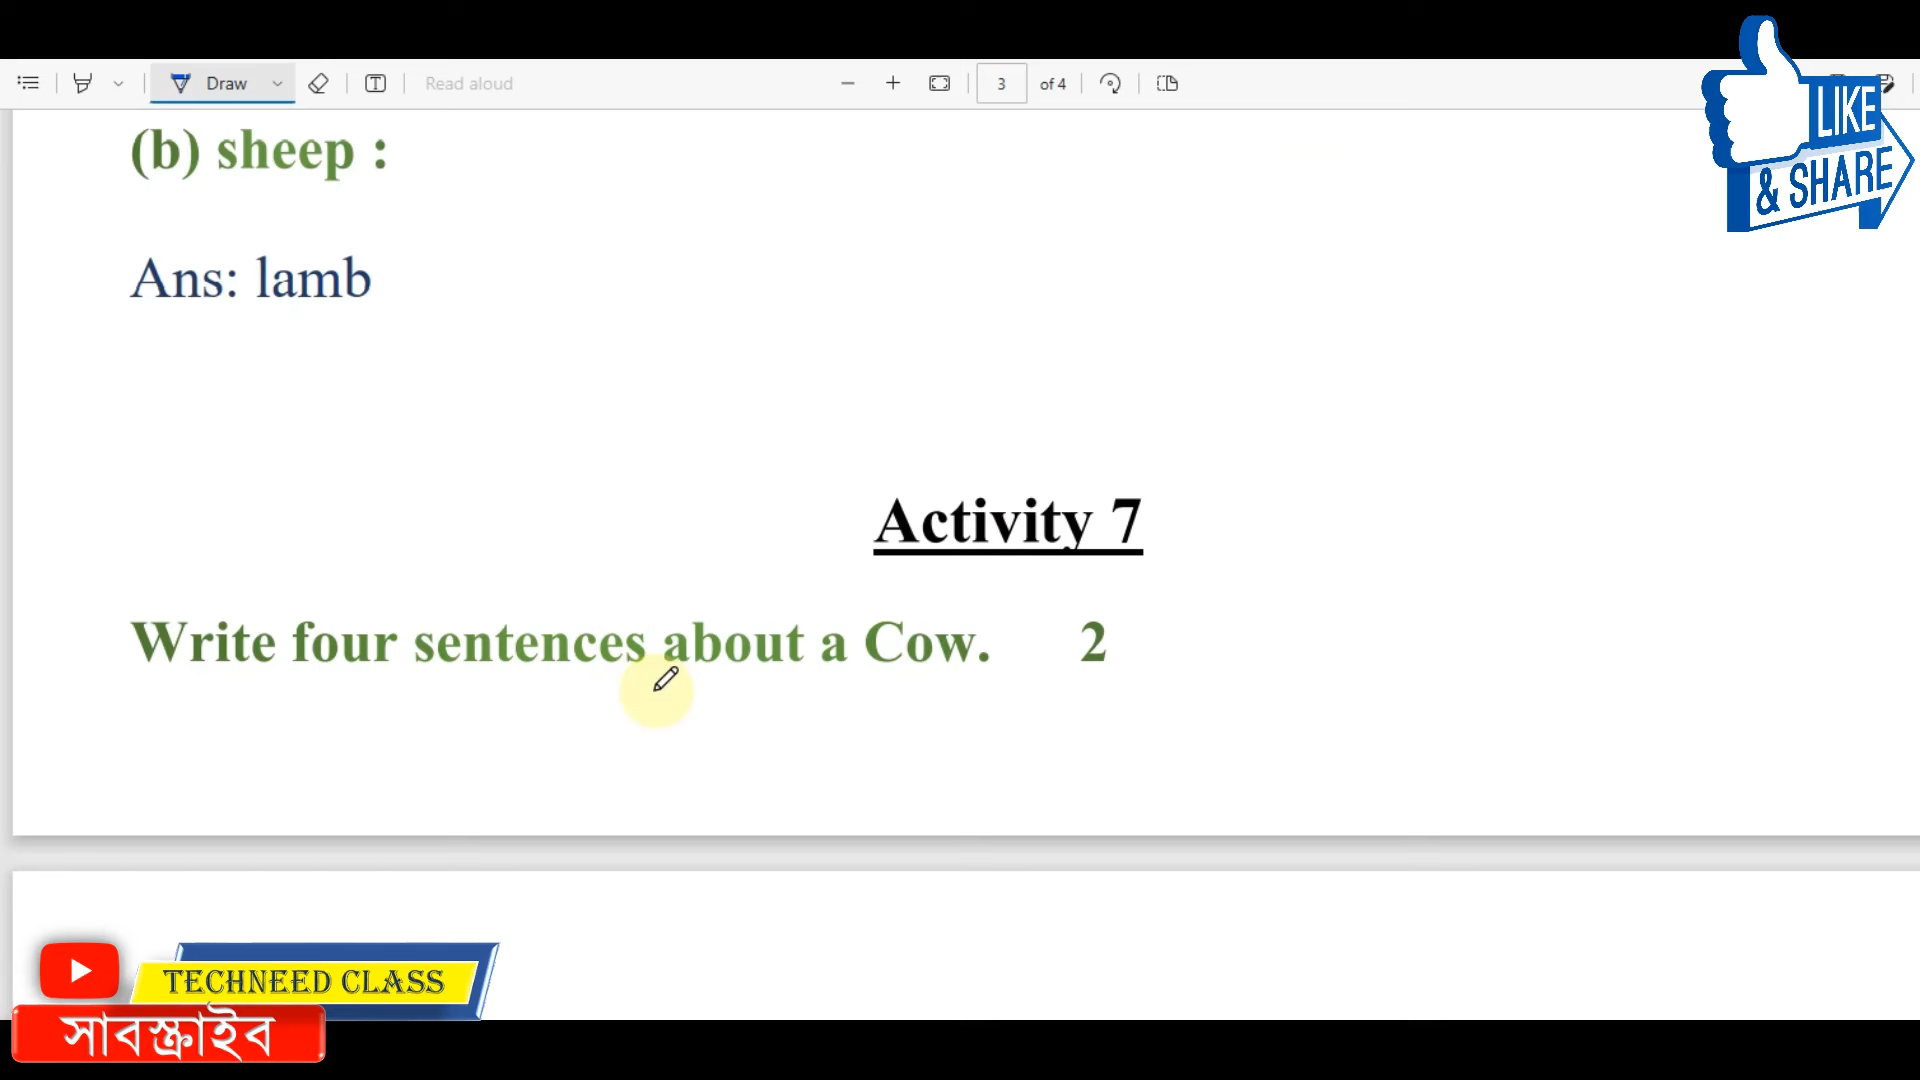 Draw
Read aloud
3
of 4
LIKE
& SHARE
(b) sheep :
Ans: lamb
Activity 7
Write four sentences about a Cow. 2
TECHNEED CLASS
সাবস্ক্রাইব